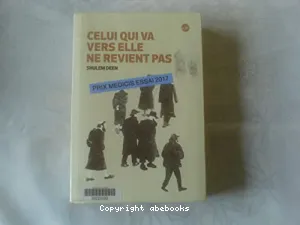 CELUI QUI VA
VERS ELLE
NE REVIENT PAS
SHULEM DEEN
PRIX MEDICIS ESSAI 2017
Copyright abebooks